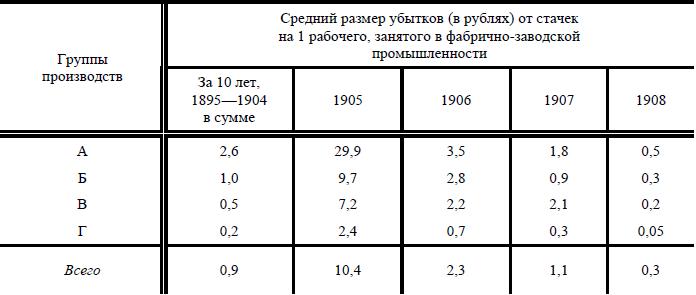 Группы
производств
Средний размер убытков (в рублях) от стачек
на 1 рабочего, занятого в фабрично-заводской
промышленности
За 10 лет,
1895—1904
в сумме
1905
1906
1907
1908
А 2,6 29,9 3,5 1,8 0,5
Б 1,0 9,7 2,8 0,9 0,3
В 0,5 7,2 2,2 2,1 0,2
Г 0,2 2,4 0,7 0,3 0,05
Всего 0,9 10,4 2,3 1,1 0,3